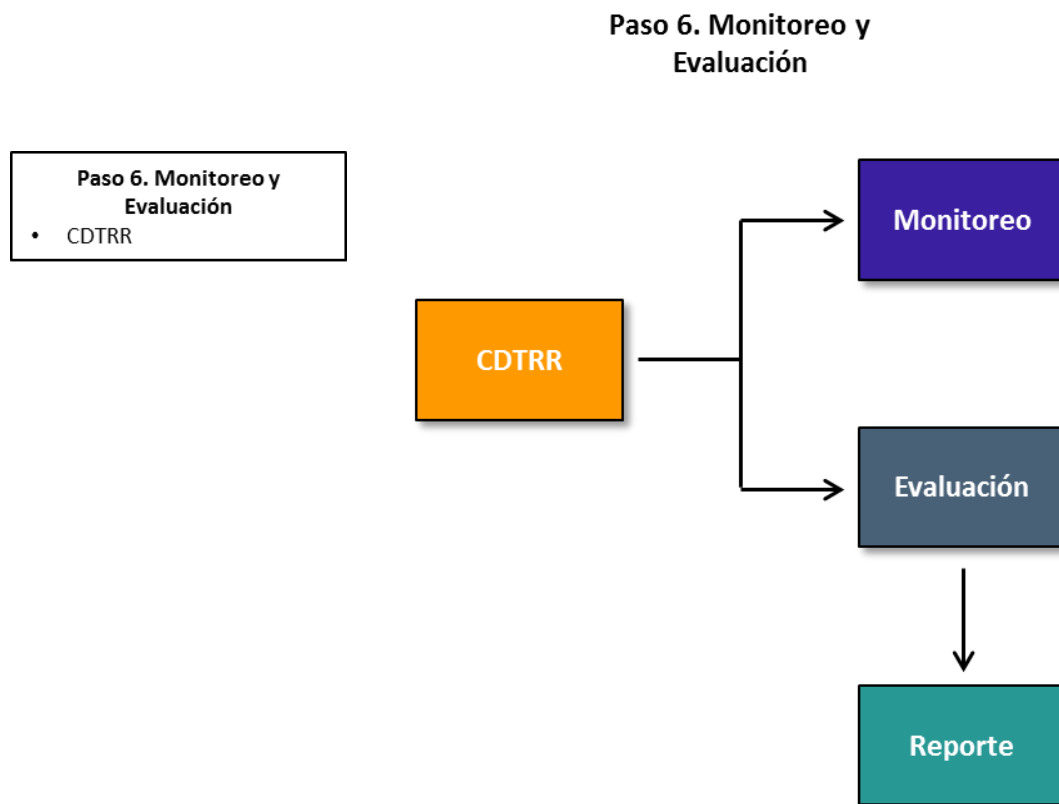 Paso 6. Monitoreo y
Evaluación
Paso 6. Monitoreo y
Evaluación
• CDTRR
Monitoreo
CDTRR
Evaluación
Reporte